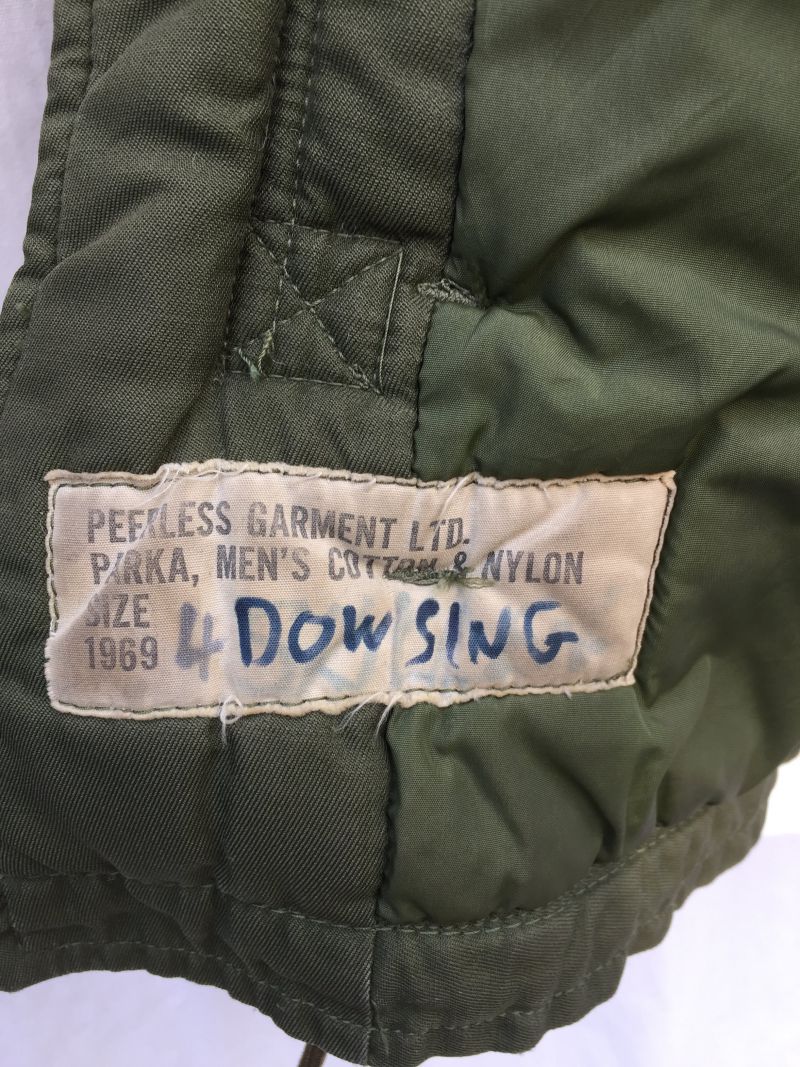 PEERLESS GARMENT LTD.
PARKA, MEN'S COTTON & NYLON
SIZE 4 DOWSING
1969